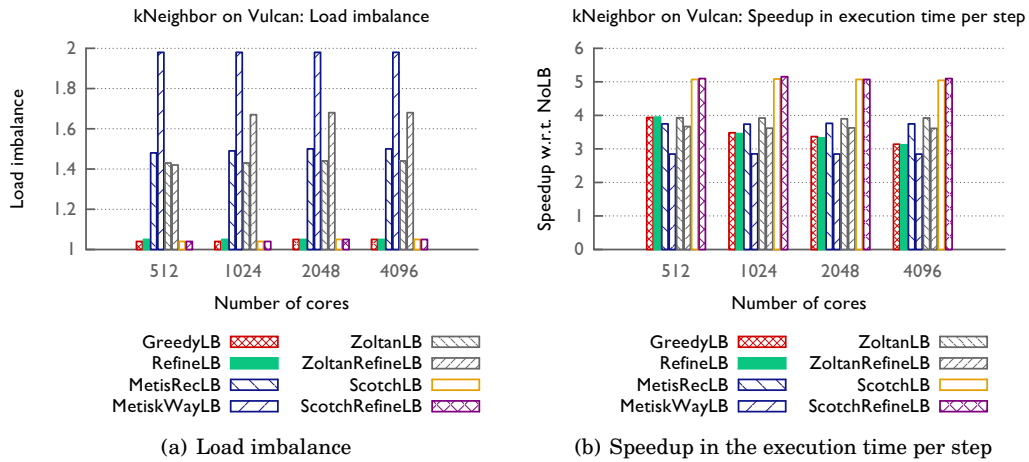 kNeighbor on Vulcan: Load imbalance
Load imbalance
2
1.8
1.6
1.4
1.2
1
512 1024 2048 4096
Number of cores
GreedyLB ZoltanLB
RefineLB ZoltanRefineLB
MetisRecLB ScotchLB
MetiskWayLB ScotchRefineLB
(a) Load imbalance
kNeighbor on Vulcan: Speedup in execution time per step
Speedup w.r.t. NoLB
6
5
4
3
2
1
0
512 1024 2048 4096
Number of cores
GreedyLB ZoltanLB
RefineLB ZoltanRefineLB
MetisRecLB ScotchLB
MetiskWayLB ScotchRefineLB
(b) Speedup in the execution time per step